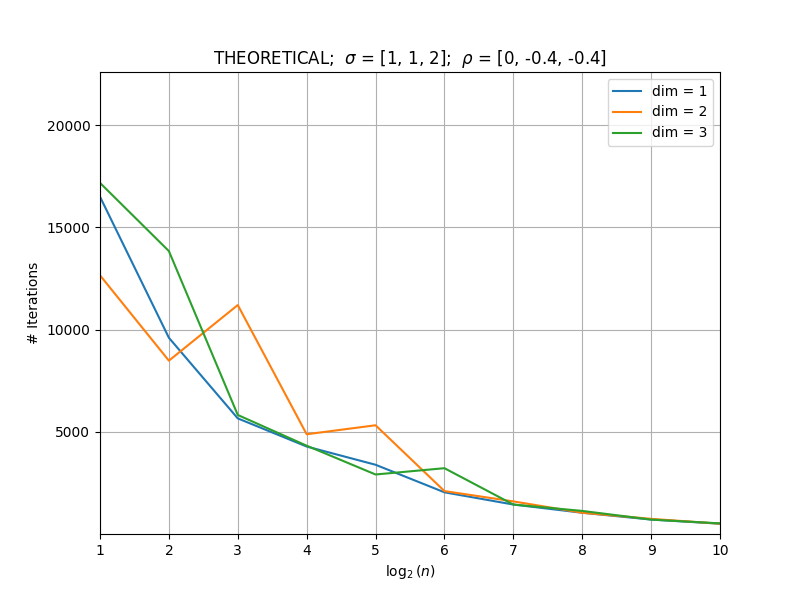 THEORETICAL;  σ = [1, 1, 2];  ρ = [0, -0.4, -0.4]
dim = 1
dim = 2
dim = 3
20000
15000
10000
5000
# Iterations
1 2 3 4 5 6 7 8 9 10
log₂(n)